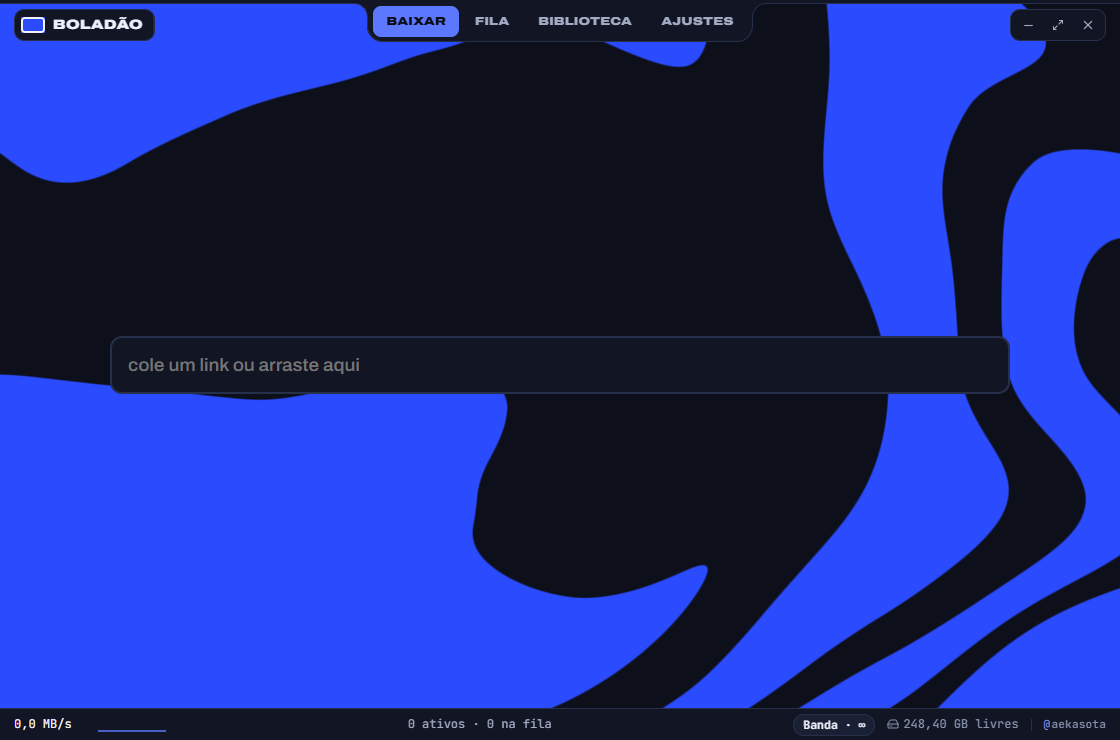 BOLADÃO
BAIXAR FILA BIBLIOTECA AJUSTES
cole um link ou arraste aqui
0,0 MB/s
0 ativos · 0 na fila
Banda · ∞
248,40 GB livres
@aekasota